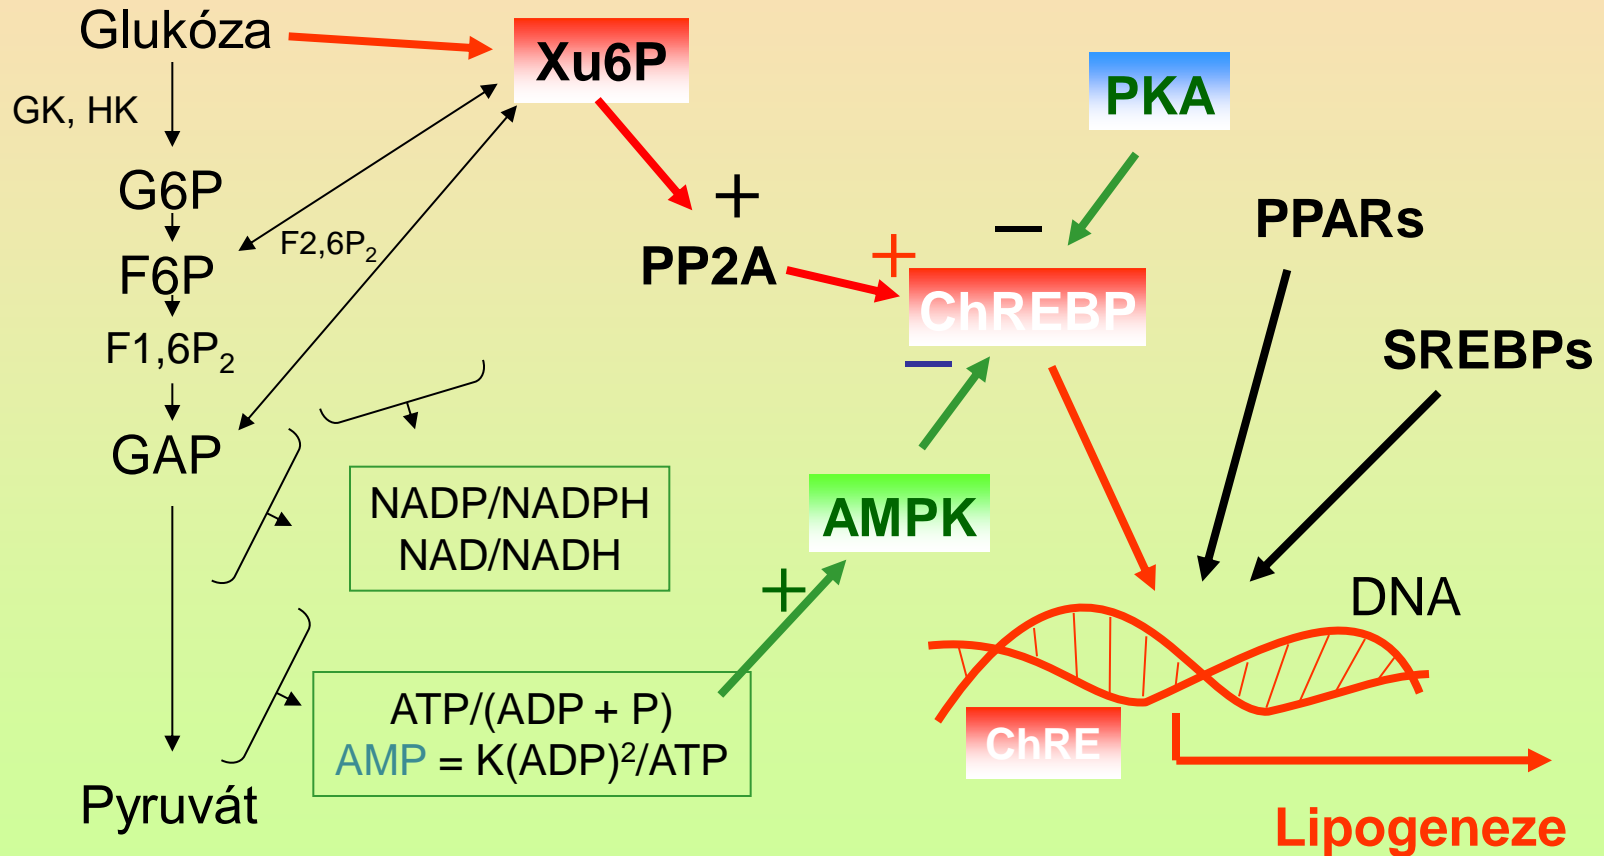 Glukóza
Xu6P
PKA
GK, HK
G6P
+
PPARs
F2,6P₂
−
F6P
PP2A
+
ChREBP
F1,6P₂
−
SREBPs
GAP
NADP/NADPH
NAD/NADH
AMPK
+
DNA
ATP/(ADP + P)
AMP = K(ADP)²/ATP
ChRE
Pyruvát
Lipogeneze